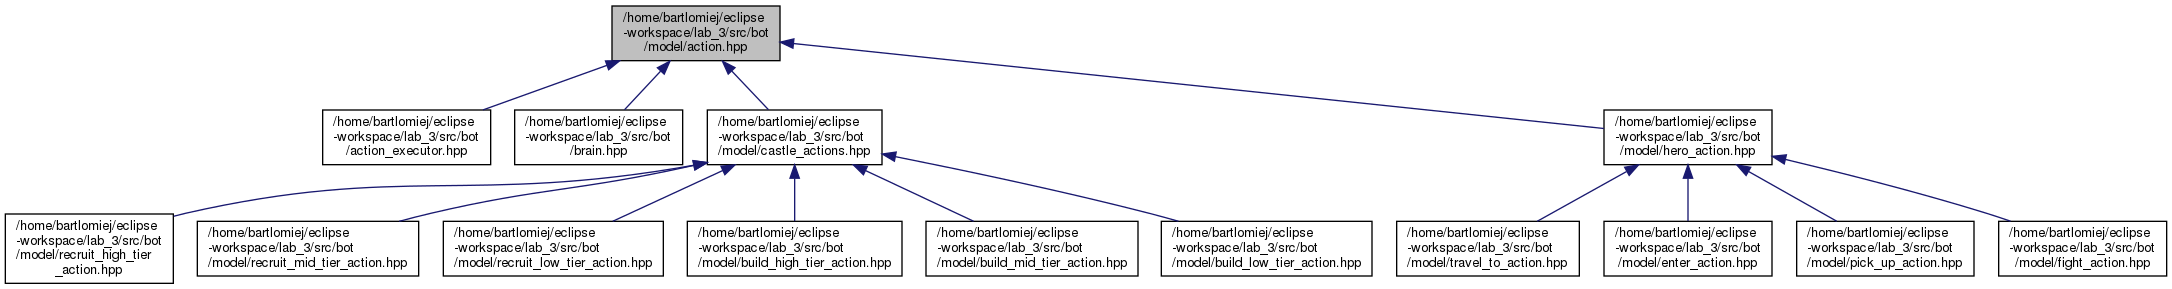 /home/bartlomiej/eclipse
-workspace/lab_3/src/bot
/model/action.hpp
/home/bartlomiej/eclipse
-workspace/lab_3/src/bot
/action_executor.hpp
/home/bartlomiej/eclipse
-workspace/lab_3/src/bot
/brain.hpp
/home/bartlomiej/eclipse
-workspace/lab_3/src/bot
/model/castle_actions.hpp
/home/bartlomiej/eclipse
-workspace/lab_3/src/bot
/model/hero_action.hpp
/home/bartlomiej/eclipse
-workspace/lab_3/src/bot
/model/recruit_high_tier
_action.hpp
/home/bartlomiej/eclipse
-workspace/lab_3/src/bot
/model/recruit_mid_tier_action.hpp
/home/bartlomiej/eclipse
-workspace/lab_3/src/bot
/model/recruit_low_tier_action.hpp
/home/bartlomiej/eclipse
-workspace/lab_3/src/bot
/model/build_high_tier_action.hpp
/home/bartlomiej/eclipse
-workspace/lab_3/src/bot
/model/build_mid_tier_action.hpp
/home/bartlomiej/eclipse
-workspace/lab_3/src/bot
/model/build_low_tier_action.hpp
/home/bartlomiej/eclipse
-workspace/lab_3/src/bot
/model/travel_to_action.hpp
/home/bartlomiej/eclipse
-workspace/lab_3/src/bot
/model/enter_action.hpp
/home/bartlomiej/eclipse
-workspace/lab_3/src/bot
/model/pick_up_action.hpp
/home/bartlomiej/eclipse
-workspace/lab_3/src/bot
/model/fight_action.hpp